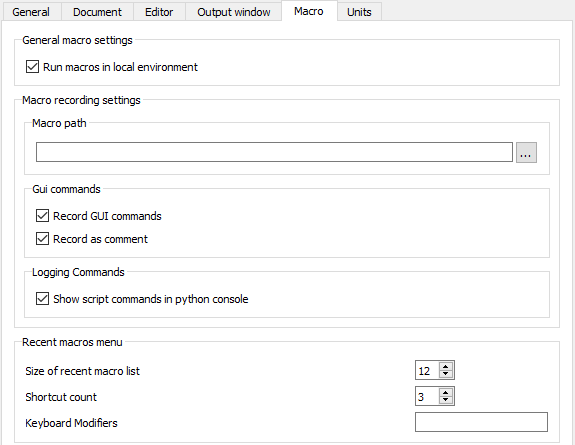 General Document Editor Output window Macro Units
General macro settings
Run macros in local environment
Macro recording settings
Macro path
...
Gui commands
Record GUI commands
Record as comment
Logging Commands
Show script commands in python console
Recent macros menu
Size of recent macro list 12
Shortcut count 3
Keyboard Modifiers